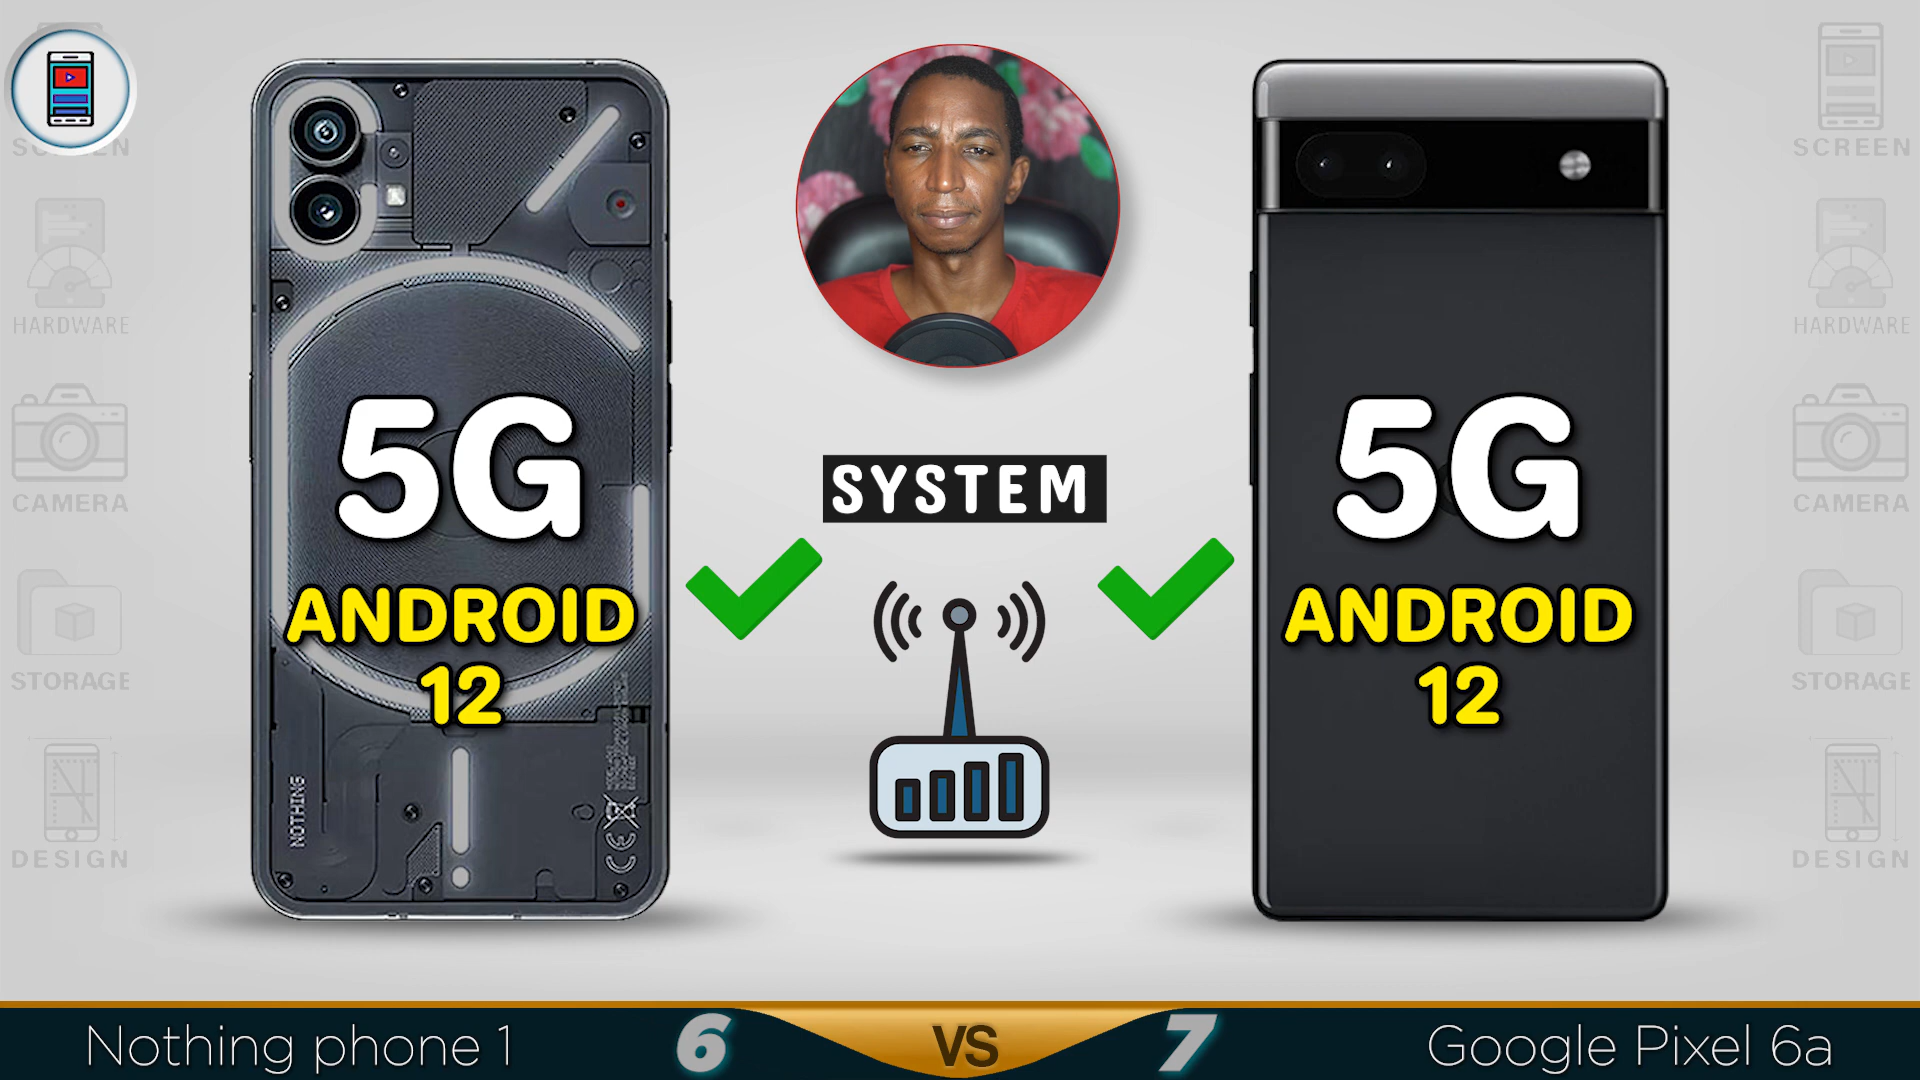 SCREEN
SCREEN
HARDWARE
HARDWARE
SYSTEM
5G
5G
CAMERA
CAMERA
ANDROID
12
ANDROID
12
STORAGE
STORAGE
NOTHING
CE
DESIGN
DESIGN
Nothing phone 1
6
VS
7
Google Pixel 6a